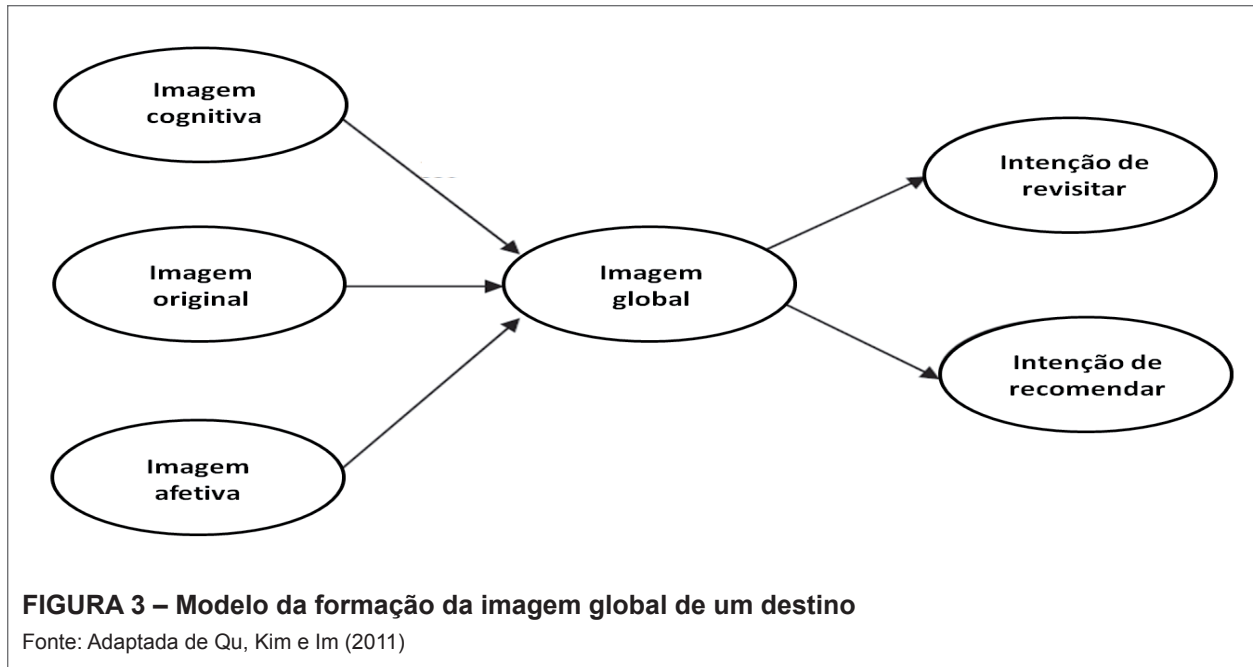 Imagem
cognitiva
Imagem
original
Imagem
afetiva
Imagem
global
Intenção de
revisitar
Intenção de
recomendar
FIGURA 3 – Modelo da formação da imagem global de um destino
Fonte: Adaptada de Qu, Kim e Im (2011)